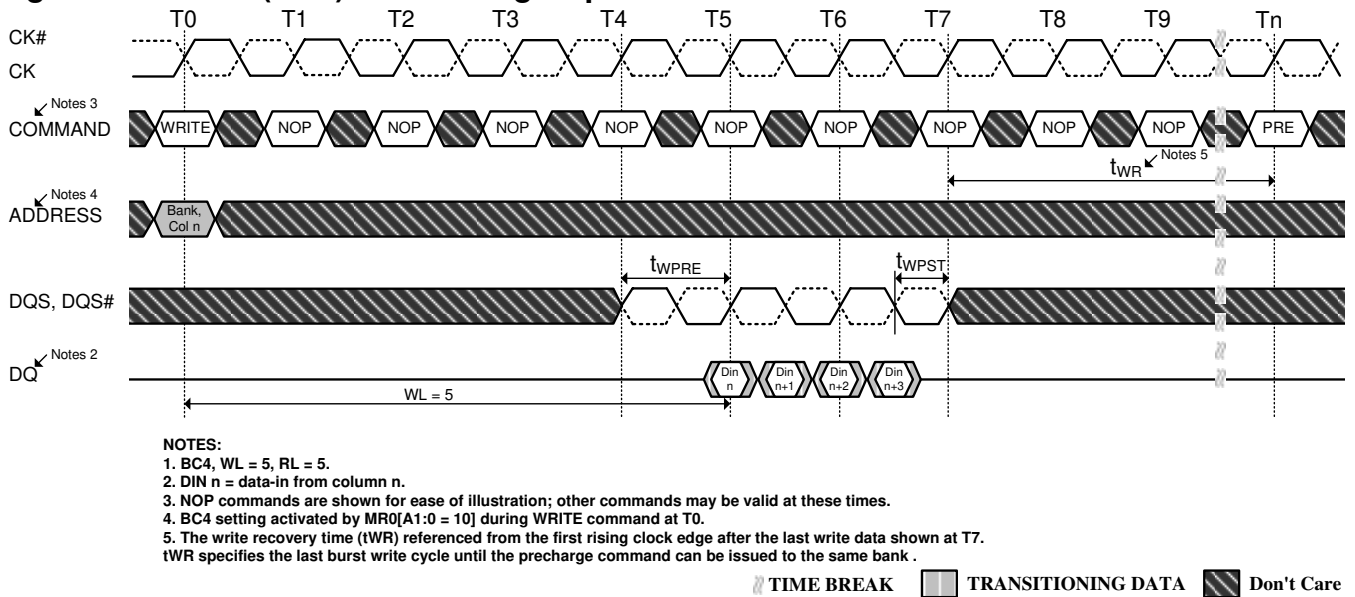 T0 T1 T2 T3 T4 T5 T6 T7 T8 T9 Tn
CK#
CK
Notes 3
COMMAND WRITE NOP NOP NOP NOP NOP NOP NOP NOP NOP PRE
tWR Notes 5
Notes 4
ADDRESS
Bank,
Col n
tWPRE tWPST
DQS, DQS#
Notes 2
DQ
Din Din Din Din
n n+1 n+2 n+3
WL = 5
NOTES:
1. BC4, WL = 5, RL = 5.
2. DIN n = data-in from column n.
3. NOP commands are shown for ease of illustration; other commands may be valid at these times.
4. BC4 setting activated by MR0[A1:0 = 10] during WRITE command at T0.
5. The write recovery time (tWR) referenced from the first rising clock edge after the last write data shown at T7.
tWR specifies the last burst write cycle until the precharge command can be issued to the same bank .
TIME BREAK TRANSITIONING DATA Don't Care